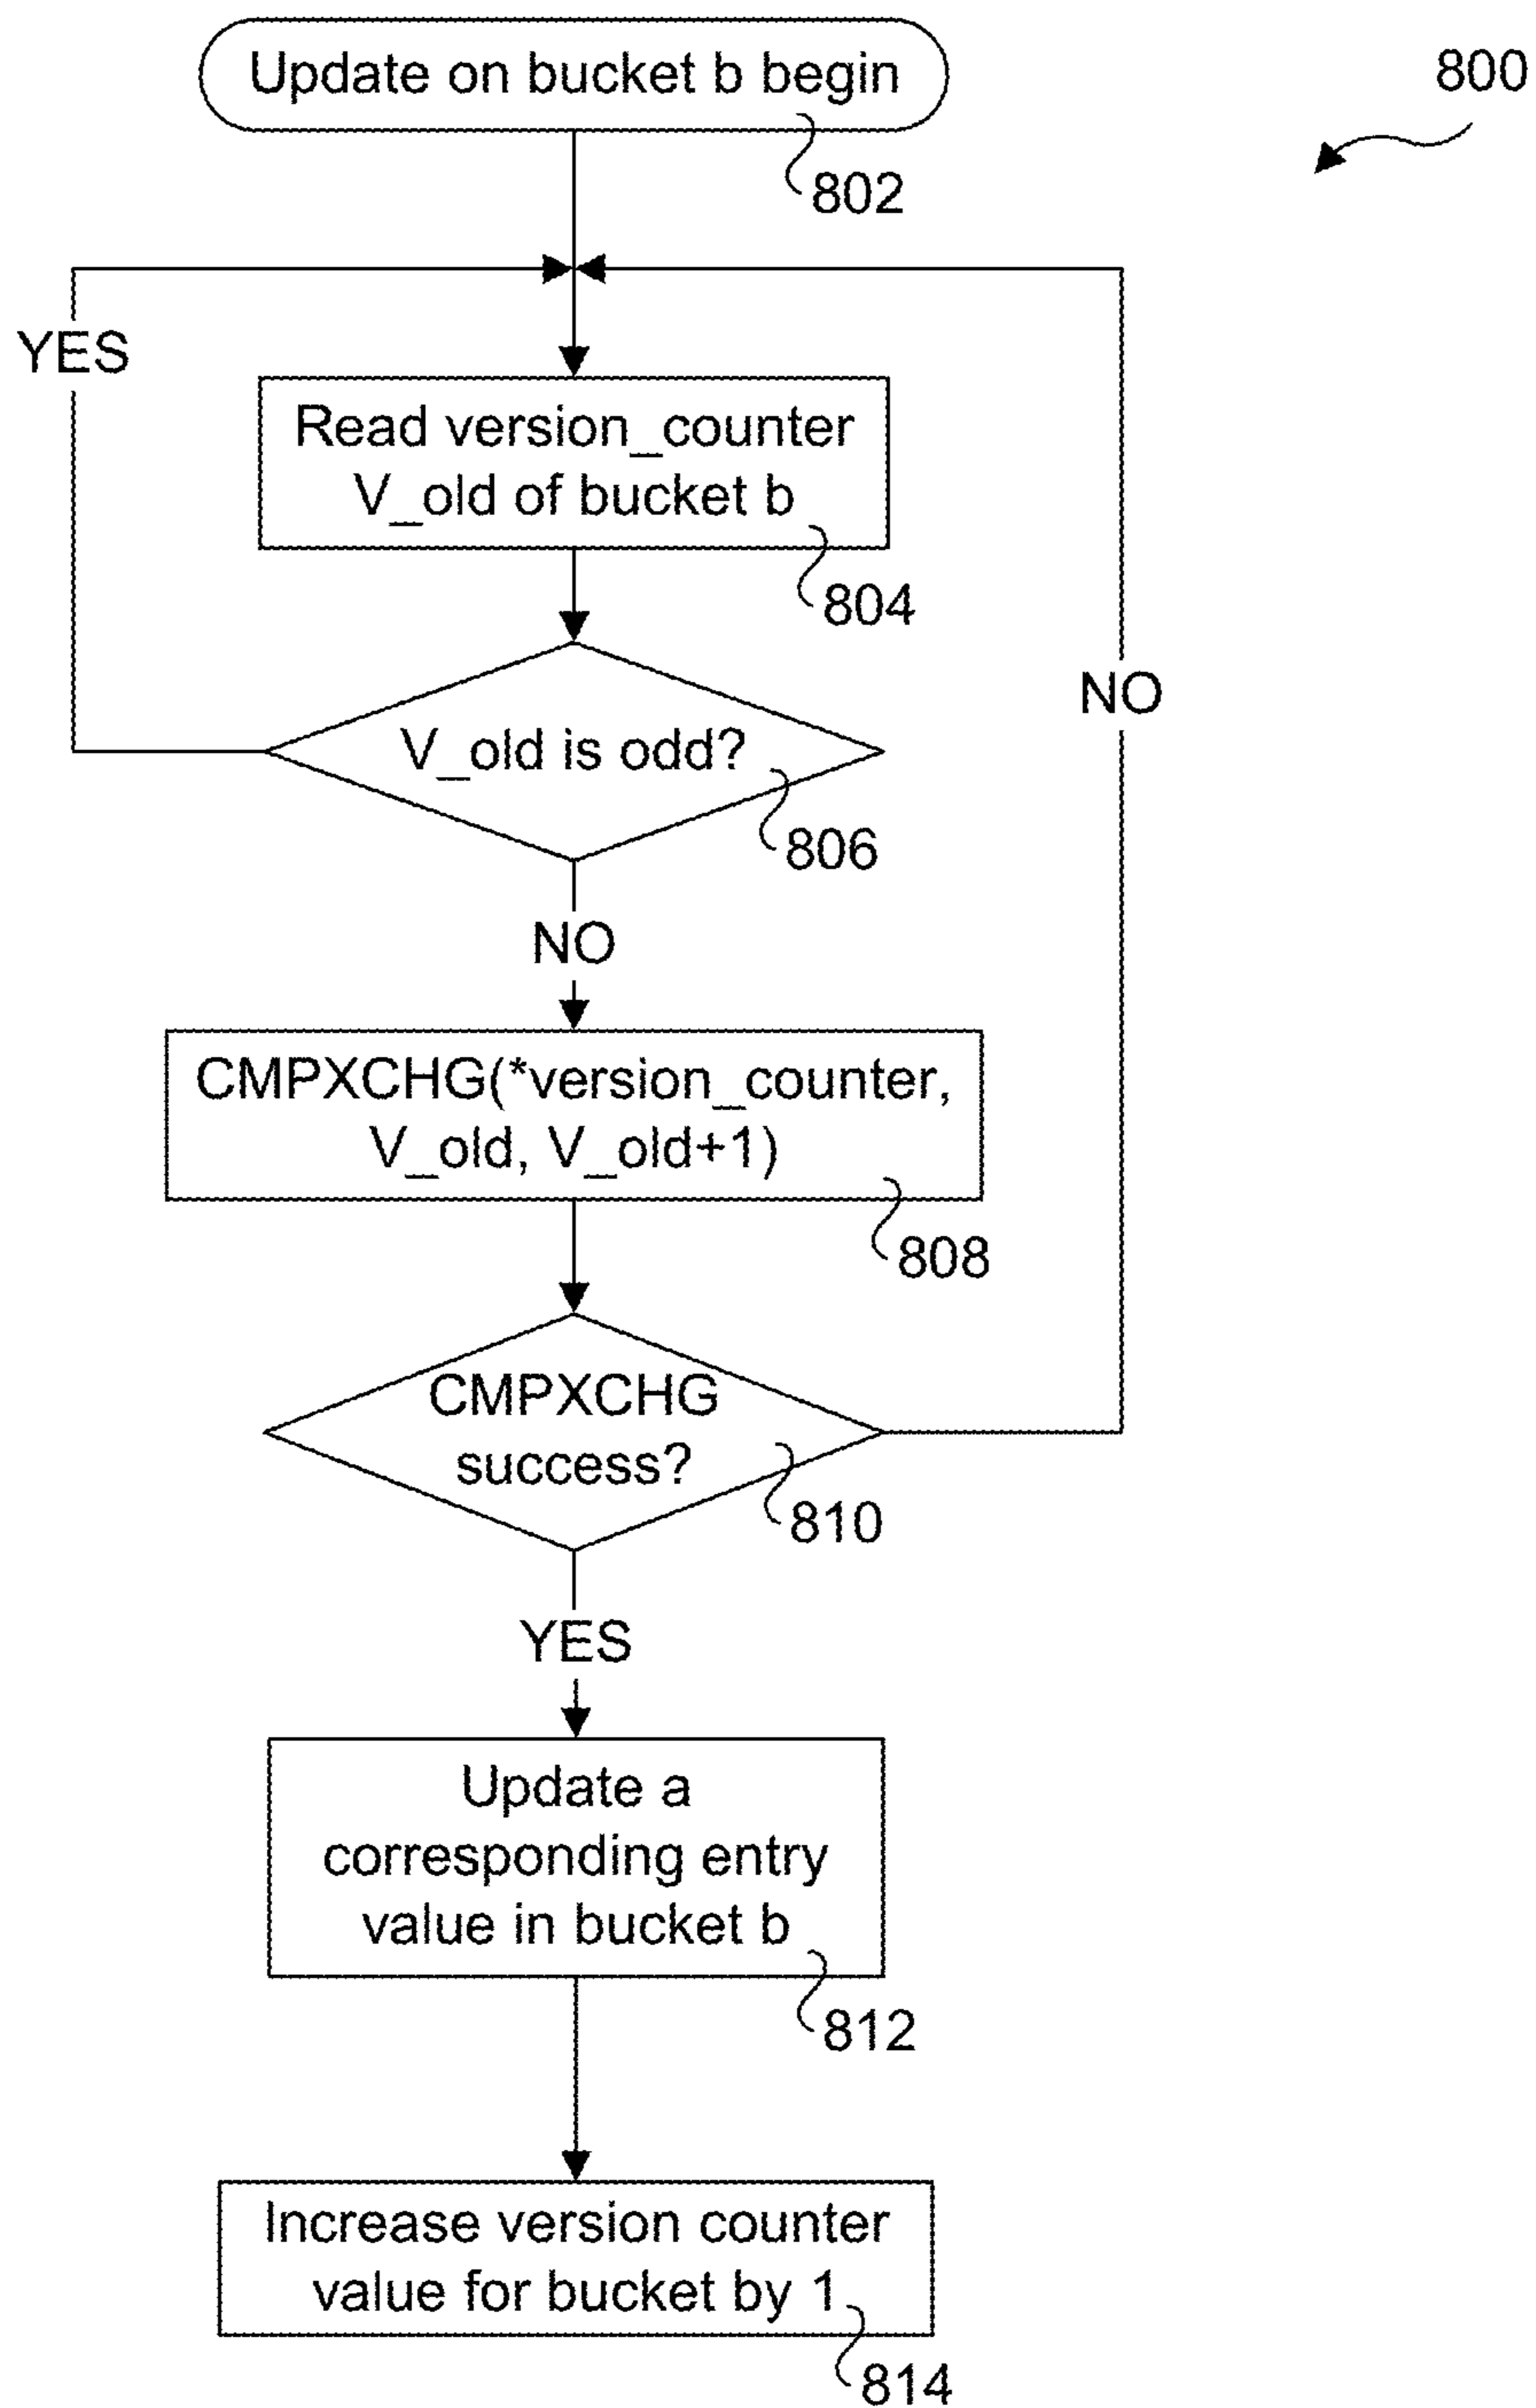 Update on bucket b begin
800
802
YES
Read version_counter
V_old of bucket b
804
NO
V_old is odd?
806
NO
CMPXCHG(*version_counter,
V_old, V_old+1)
808
CMPXCHG
success?
810
YES
Update a
corresponding entry
value in bucket b
812
Increase version counter
value for bucket by 1
814